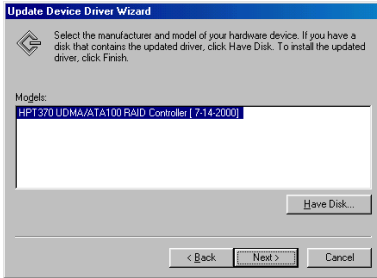 Update Device Driver Wizard
Select the manufacturer and model of your hardware device. If you have a
disk that contains the updated driver, click Have Disk. To install the updated
driver, click Finish.
Models:
HPT370 UDMA/ATA100 RAID Controller [ 7-14-2000]
Have Disk...
< Back
Next >
Cancel